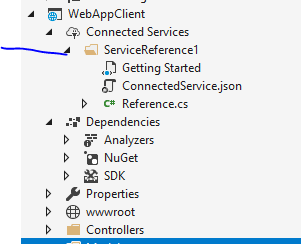 WebAppClient
Connected Services
ServiceReference1
Getting Started
ConnectedService.json
C# Reference.cs
Dependencies
Analyzers
NuGet
SDK
Properties
wwwroot
Controllers